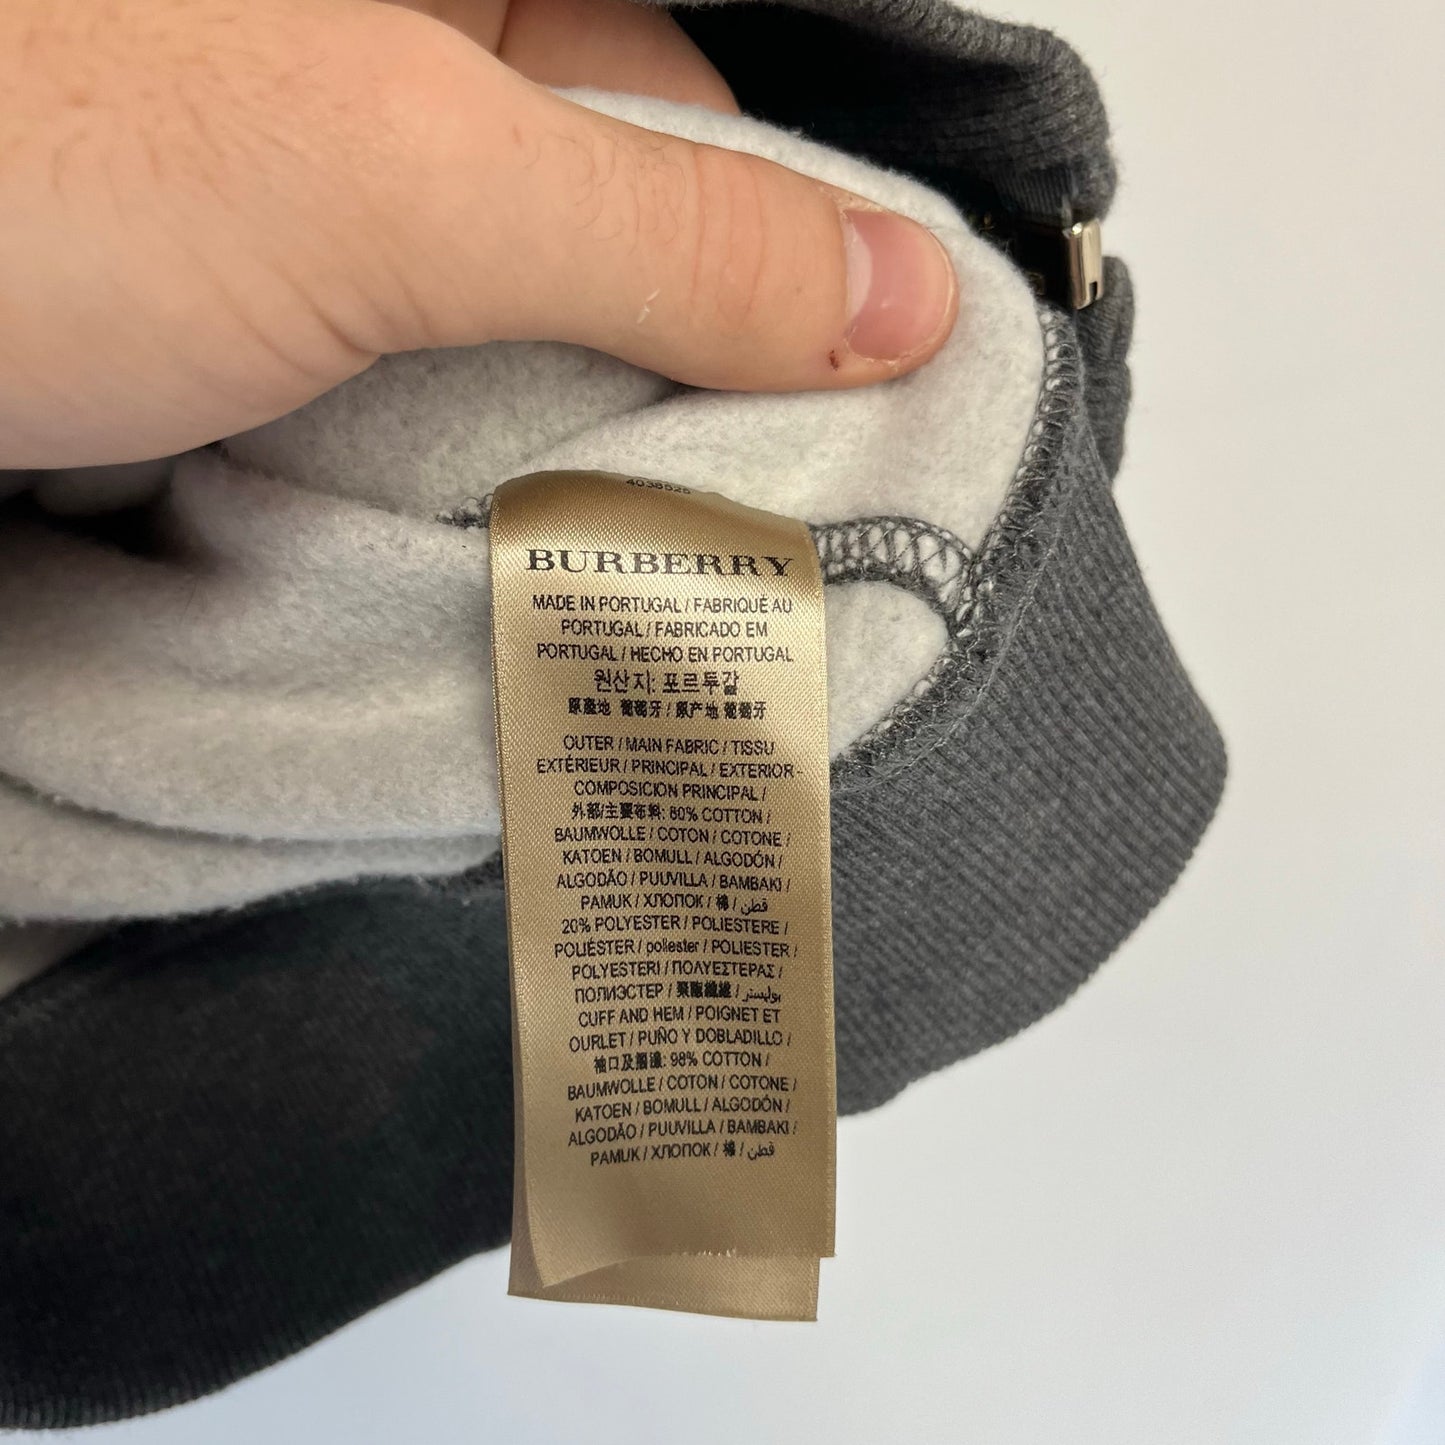 4038525
BURBERRY
MADE IN PORTUGAL / FABRIQUÉ AU
PORTUGAL / FABRICADO EM
PORTUGAL / HECHO EN PORTUGAL
원산지: 포르투갈
原產地 葡萄牙 / 原产地 葡萄牙
OUTER / MAIN FABRIC / TISSU
EXTÉRIEUR / PRINCIPAL / EXTERIOR -
COMPOSICION PRINCIPAL /
外部/主要布料: 80% COTTON /
BAUMWOLLE / COTON / COTONE /
KATOEN / BOMULL / ALGODÓN /
ALGODÃO / PUUVILLA / BAMBAKI /
PAMUK / ХЛОПОК / 棉 / قطن /
20% POLYESTER / POLIESTERE /
POLIÉSTER / poliester / POLIESTER /
POLYESTERI / ΠΟΛΥΕΣΤΕΡΑΣ /
ПОЛИЭСТЕР / 聚酯纖維 / بوليستر /
CUFF AND HEM / POIGNET ET
OURLET / PUÑO Y DOBLADILLO /
袖口及 98% COTTON /
BAUMWOLLE / COTON / COTONE /
KATOEN / BOMULL / ALGODÓN /
ALGODÃO / PUUVILLA / BAMBAKI /
PAMUK / ХЛОПОК / 棉 / قطن /